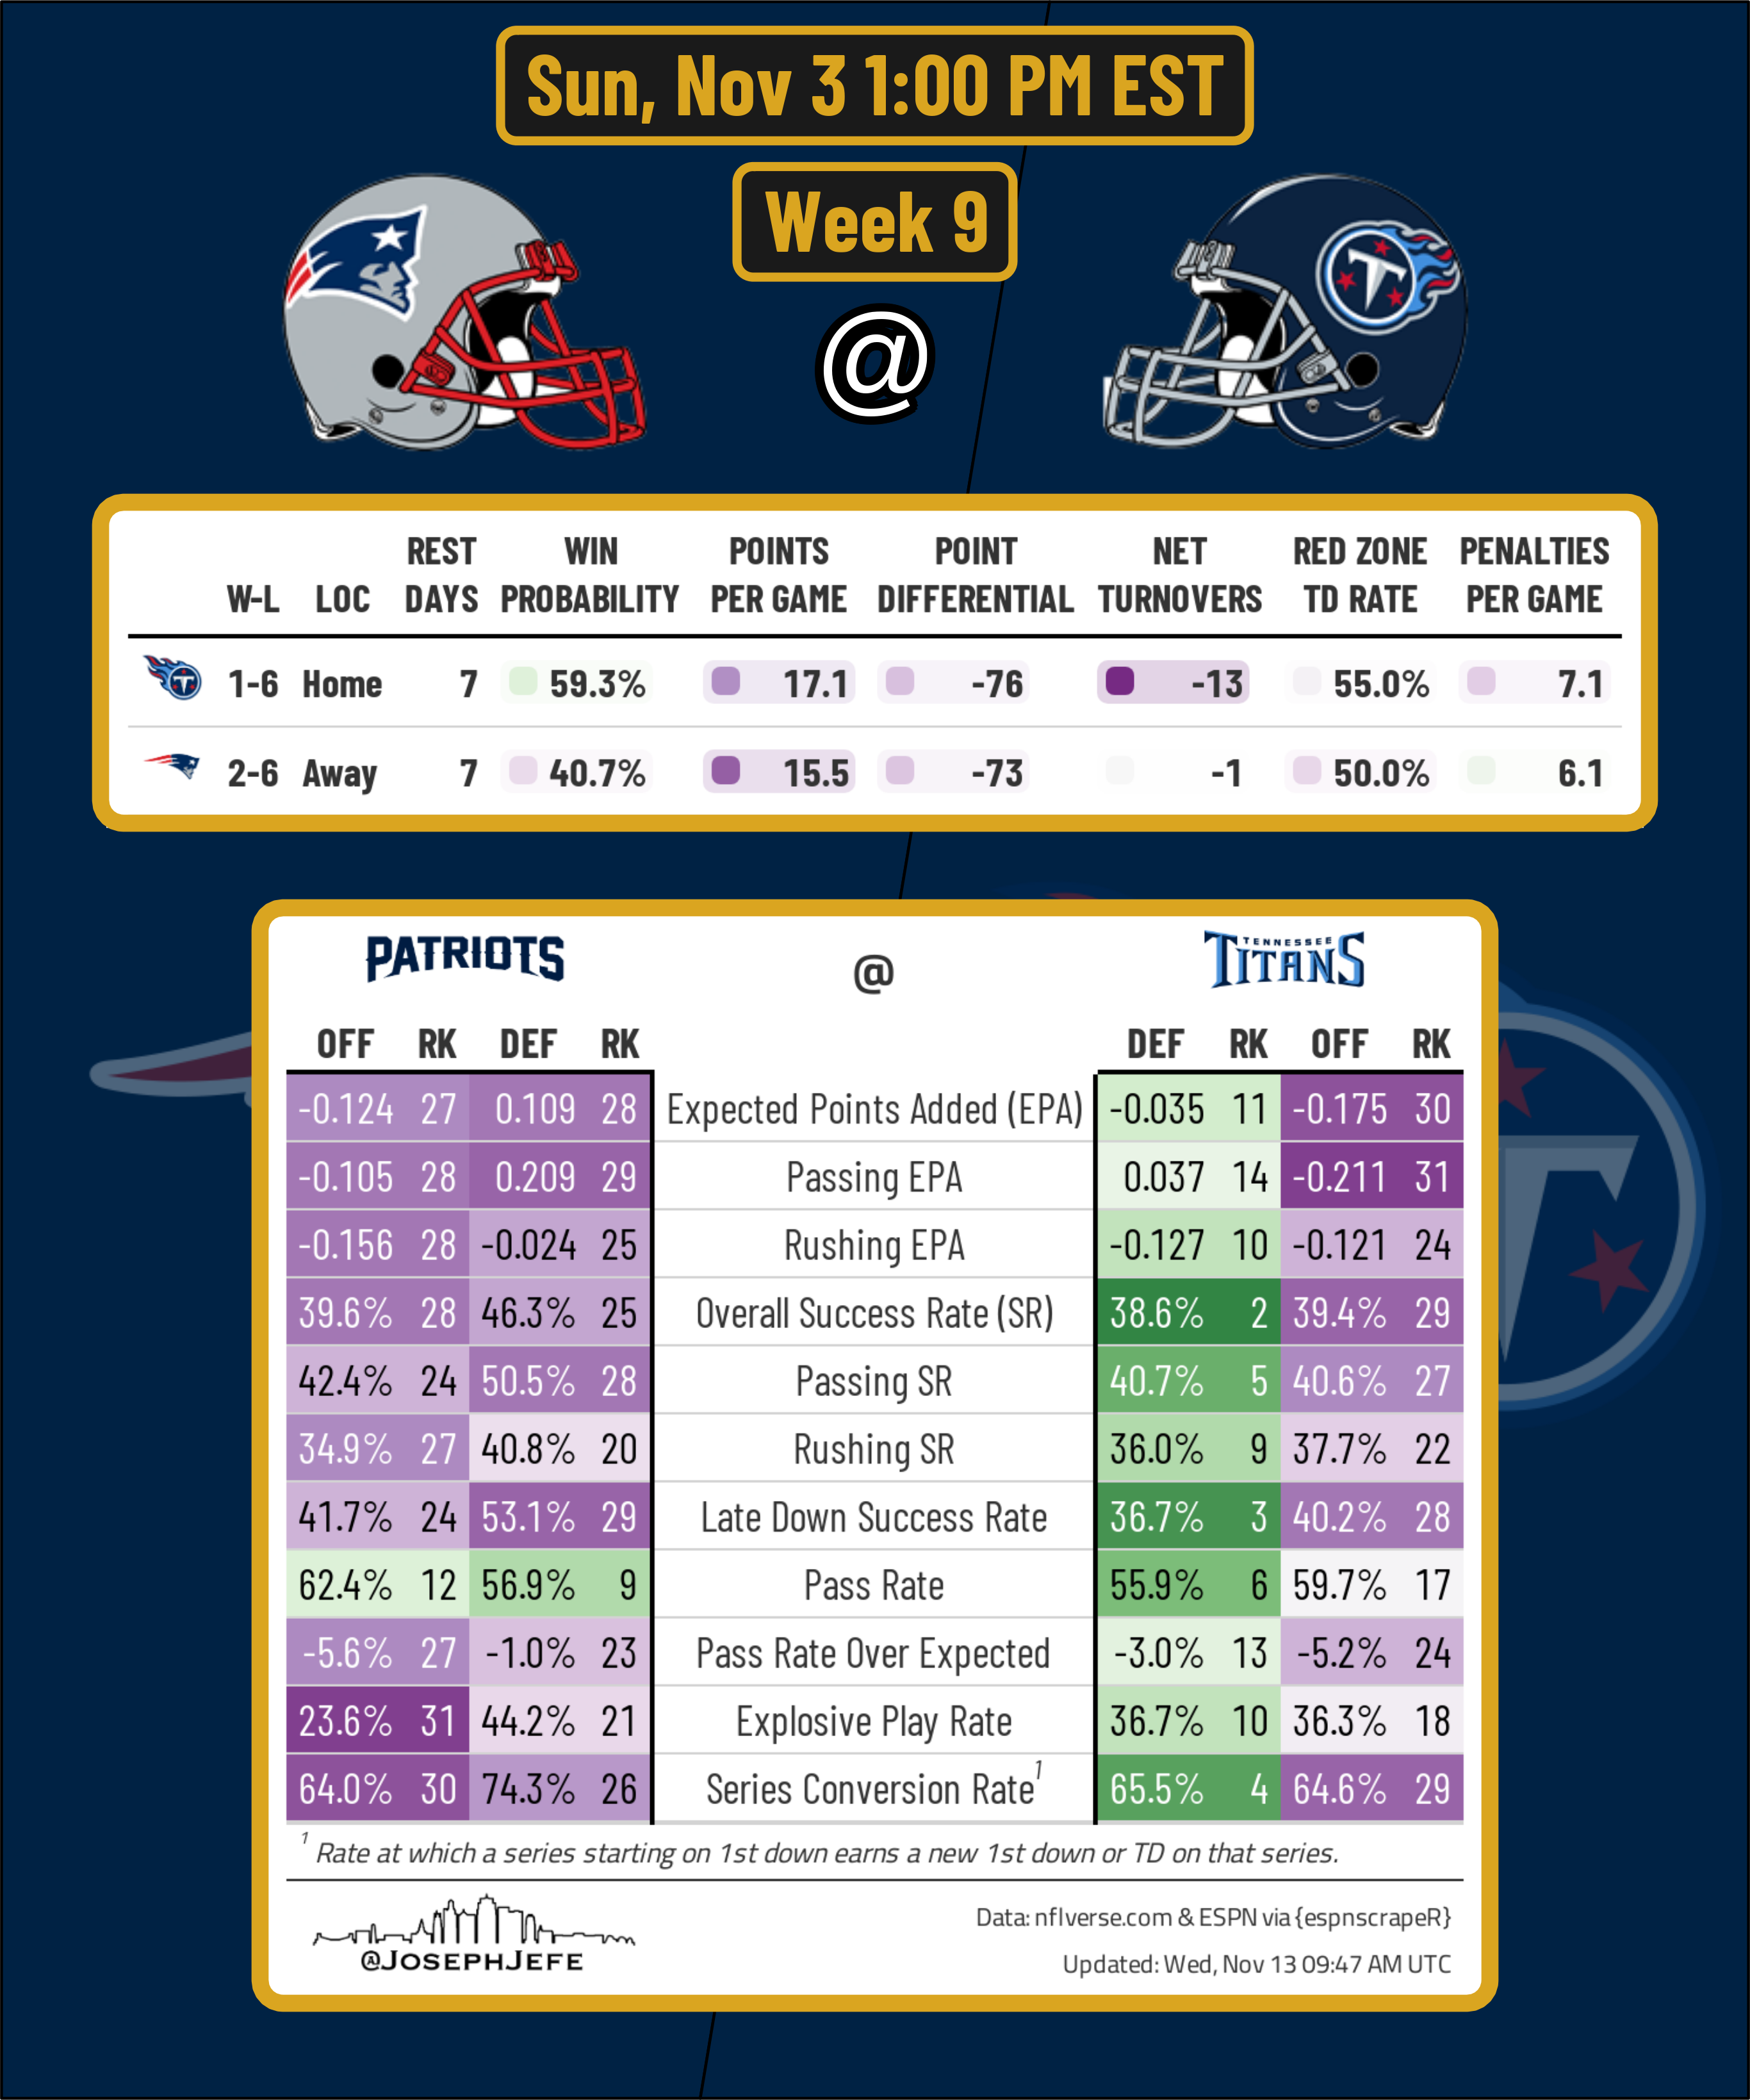 Sun, Nov 3 1:00 PM EST
Week 9
@
W-L LOC REST DAYS WIN PROBABILITY POINTS PER GAME POINT DIFFERENTIAL NET TURNOVERS RED ZONE TD RATE PENALTIES PER GAME
1-6 Home 7 59.3% 17.1 -76 -13 55.0% 7.1
2-6 Away 7 40.7% 15.5 -73 -1 50.0% 6.1
PATRIOTS @ TENNESSEE TITANS
OFF RK DEF RK DEF RK OFF RK
-0.124 27 0.109 28 Expected Points Added (EPA) -0.035 11 -0.175 30
-0.105 28 0.209 29 Passing EPA 0.037 14 -0.211 31
-0.156 28 -0.024 25 Rushing EPA -0.127 10 -0.121 24
39.6% 28 46.3% 25 Overall Success Rate (SR) 38.6% 2 39.4% 29
42.4% 24 50.5% 28 Passing SR 40.7% 5 40.6% 27
34.9% 27 40.8% 20 Rushing SR 36.0% 9 37.7% 22
41.7% 24 53.1% 29 Late Down Success Rate 36.7% 3 40.2% 28
62.4% 12 56.9% 9 Pass Rate 55.9% 6 59.7% 17
-5.6% 27 -1.0% 23 Pass Rate Over Expected -3.0% 13 -5.2% 24
23.6% 31 44.2% 21 Explosive Play Rate 36.7% 10 36.3% 18
64.0% 30 74.3% 26 Series Conversion Rate1 65.5% 4 64.6% 29
1 Rate at which a series starting on 1st down earns a new 1st down or TD on that series.
@JOSEPHJEFE
Data: nflverse.com & ESPN via {espnscrapeR}
Updated: Wed, Nov 13 09:47 AM UTC